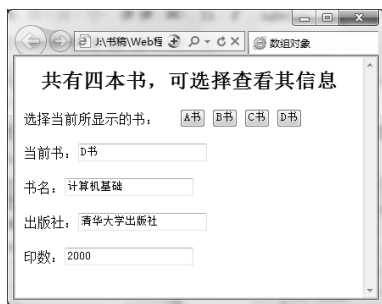 J:\书稿\Web程
数组对象
共有四本书，可选择查看其信息
选择当前所显示的书： A书 B书 C书 D书
当前书：D书
书名：计算机基础
出版社：清华大学出版社
印数：2000